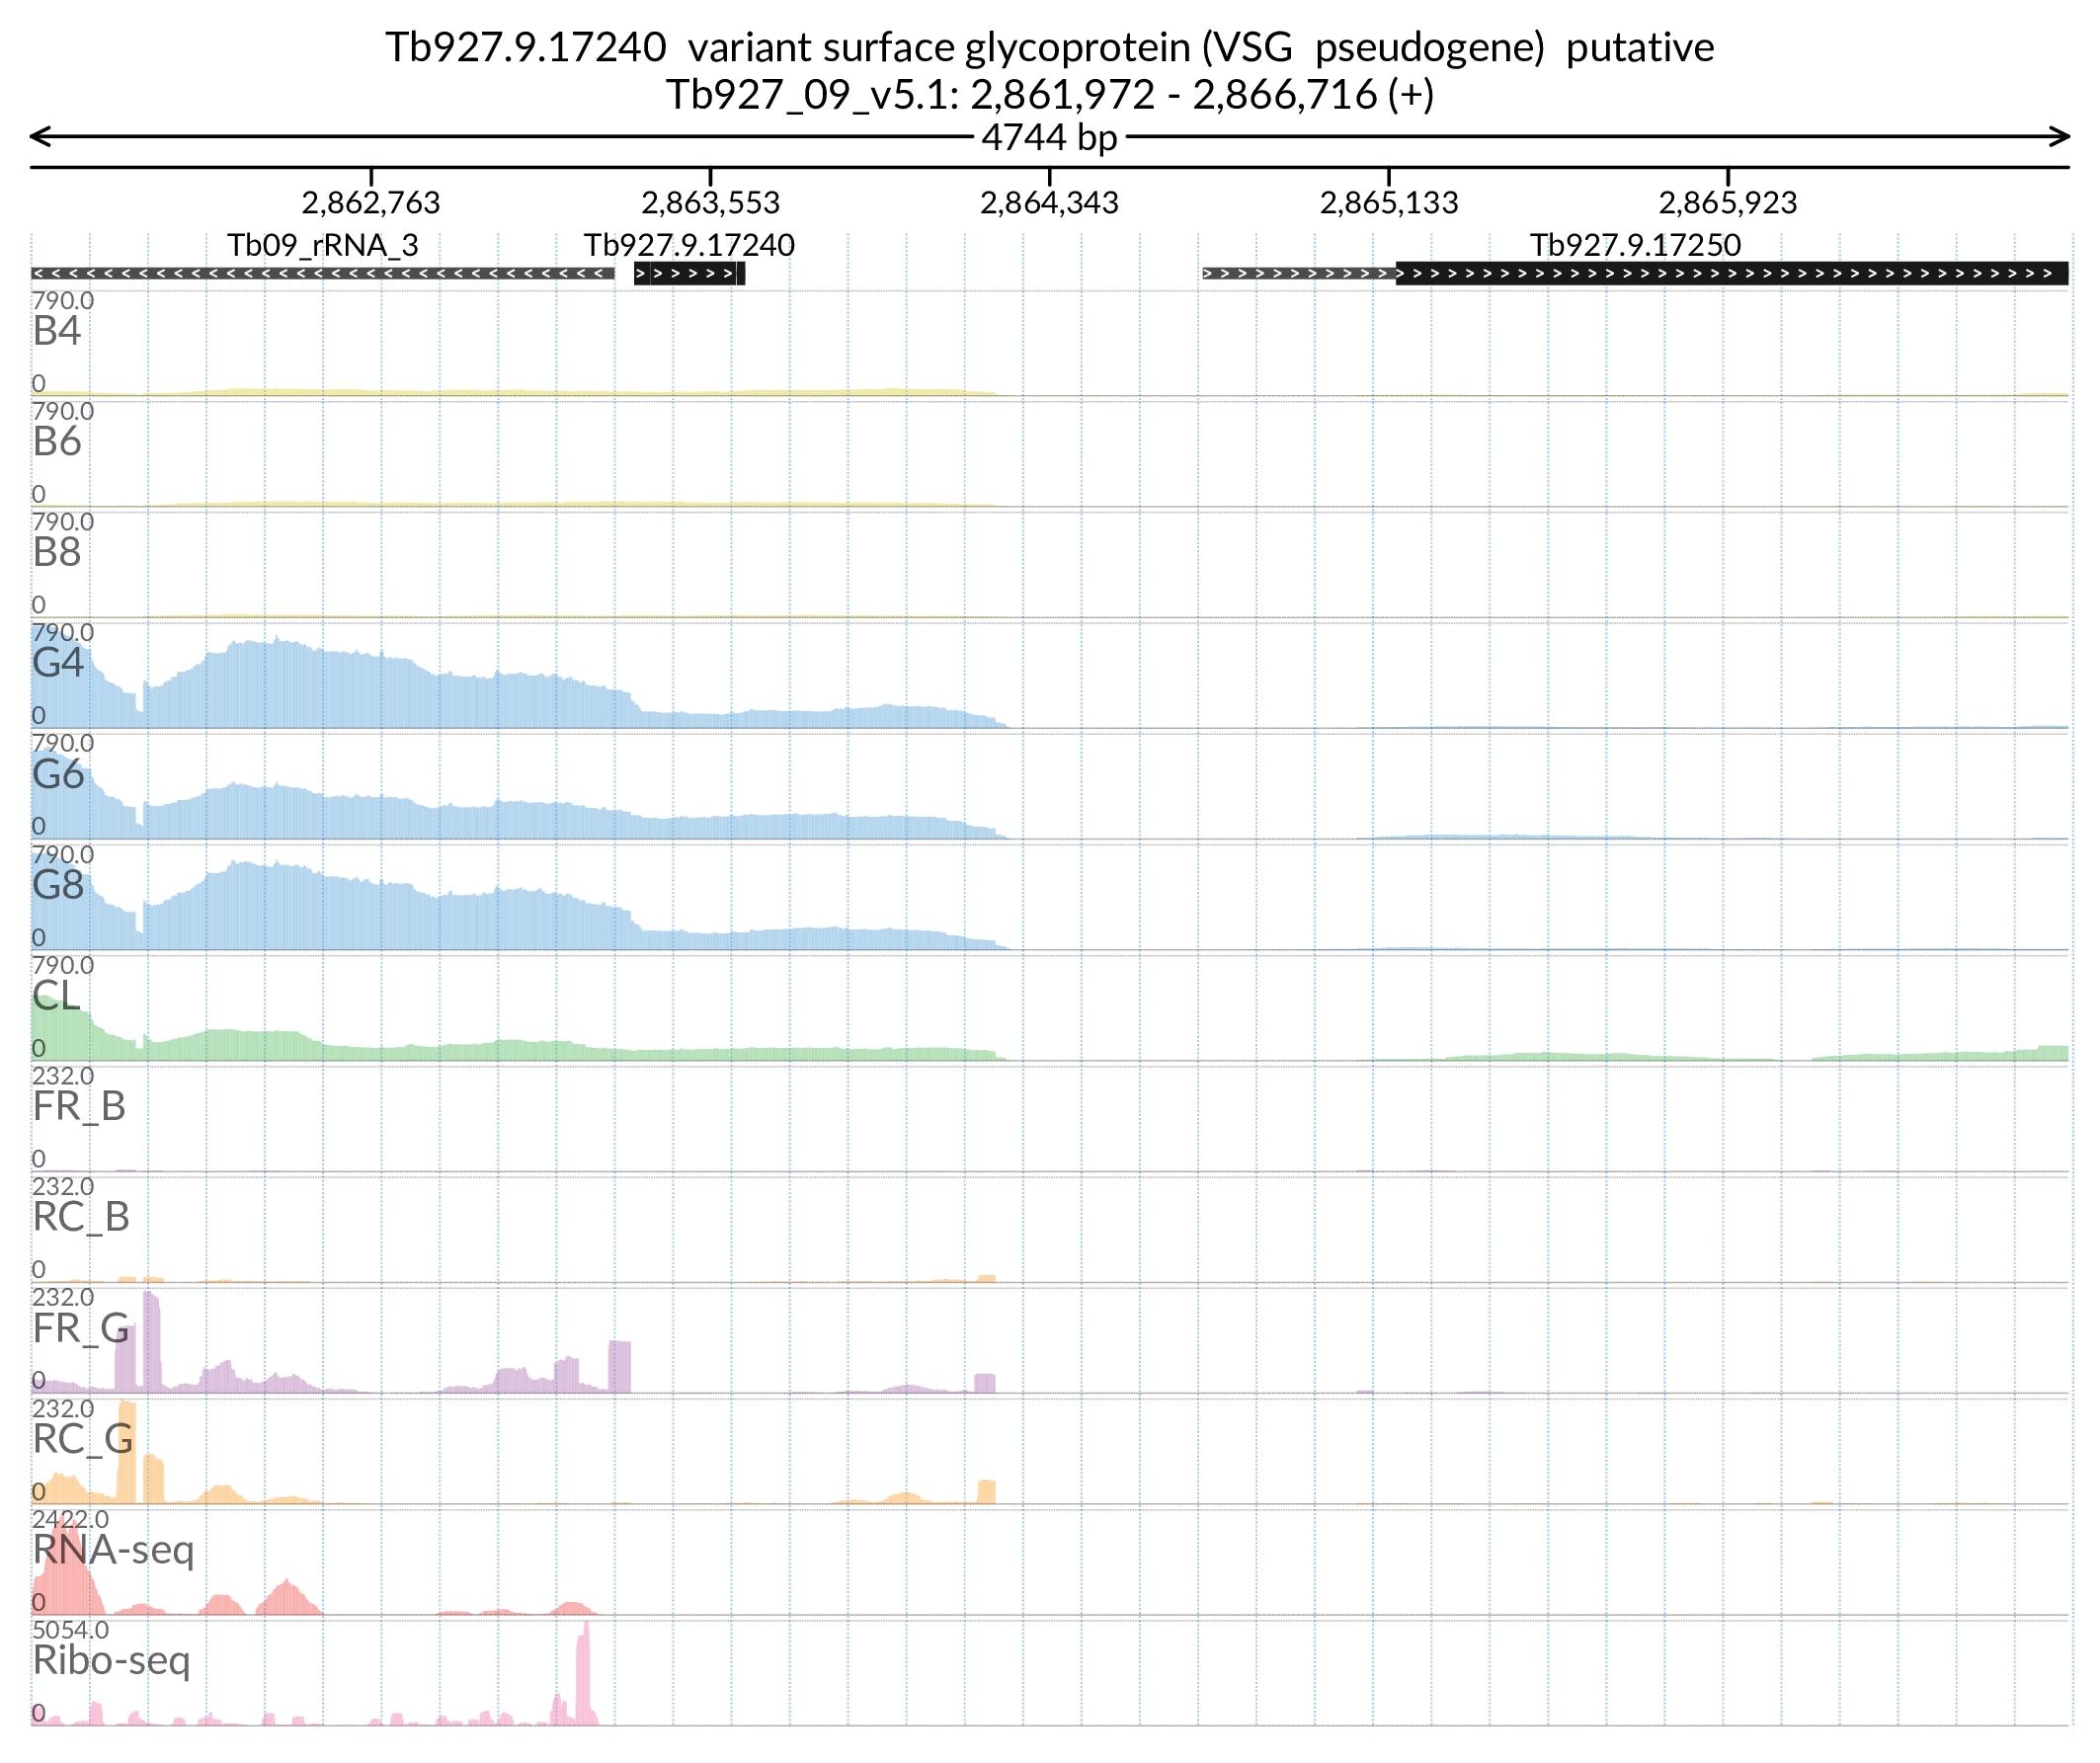 Tb927.9.17240  variant surface glycoprotein (VSG  pseudogene)  putative
Tb927_09_v5.1: 2,861,972 - 2,866,716 (+)
4744 bp
2,862,763 2,863,553 2,864,343 2,865,133 2,865,923
Tb09_rRNA_3 Tb927.9.17240 Tb927.9.17250
790.0
B4
0
790.0
B6
0
790.0
B8
0
790.0
G4
0
790.0
G6
0
790.0
G8
0
790.0
CL
0
232.0
FR_B
0
232.0
RC_B
0
232.0
FR_G
0
232.0
RC_G
0
2422.0
RNA-seq
0
5054.0
Ribo-seq
0